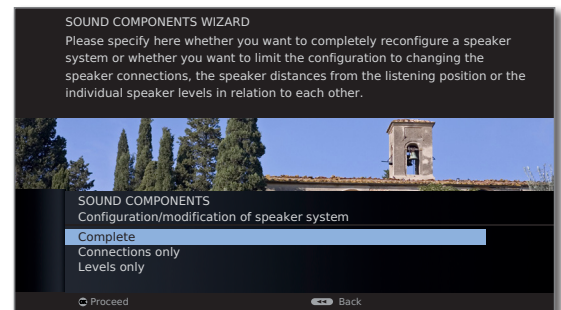 SOUND COMPONENTS WIZARD
Please specify here whether you want to completely reconfigure a speaker
system or whether you want to limit the configuration to changing the
speaker connections, the speaker distances from the listening position or the
individual speaker levels in relation to each other.
SOUND COMPONENTS
Configuration/modification of speaker system
Complete
Connections only
Levels only
Proceed
Back